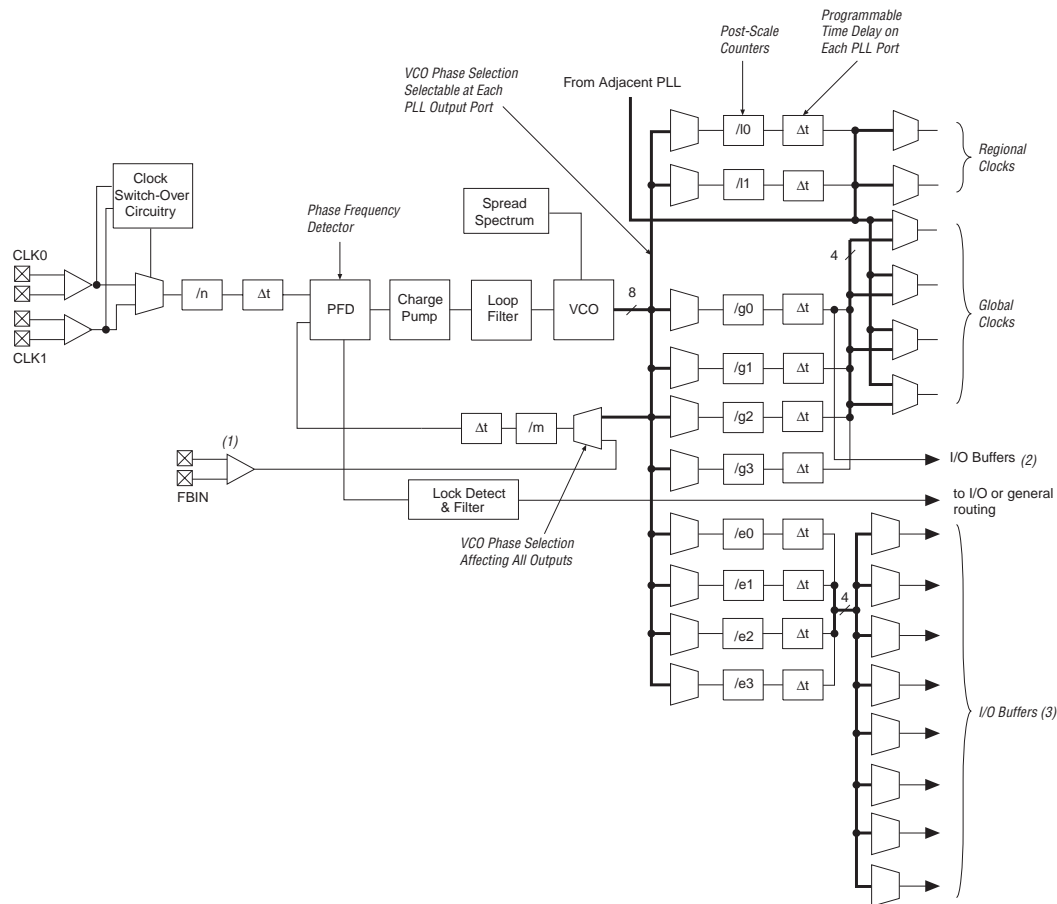 Post-Scale
Counters
Programmable
Time Delay on
Each PLL Port
VCO Phase Selection
Selectable at Each
PLL Output Port
From Adjacent PLL
/l0
Δt
/l1
Δt
Regional
Clocks
Clock
Switch-Over
Circuitry
Phase Frequency
Detector
Spread
Spectrum
4
CLK0
CLK1
/n
Δt
PFD
Charge
Pump
Loop
Filter
VCO
8
/g0
Δt
Global
Clocks
/g1
Δt
/g2
Δt
Δt
/m
(1)
FBIN
/g3
Δt
I/O Buffers (2)
Lock Detect
& Filter
to I/O or general
routing
VCO Phase Selection
Affecting All Outputs
/e0
Δt
/e1
Δt
4
/e2
Δt
/e3
Δt
I/O Buffers (3)